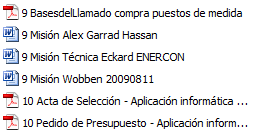 9 BasesdelLlamado compra puestos de medida
9 Misión Alex Garrad Hassan
9 Misión Técnica Eckard ENERCON
9 Misión Wobben 20090811
10 Acta de Selección - Aplicación informática ...
10 Pedido de Presupuesto - Aplicación inform...